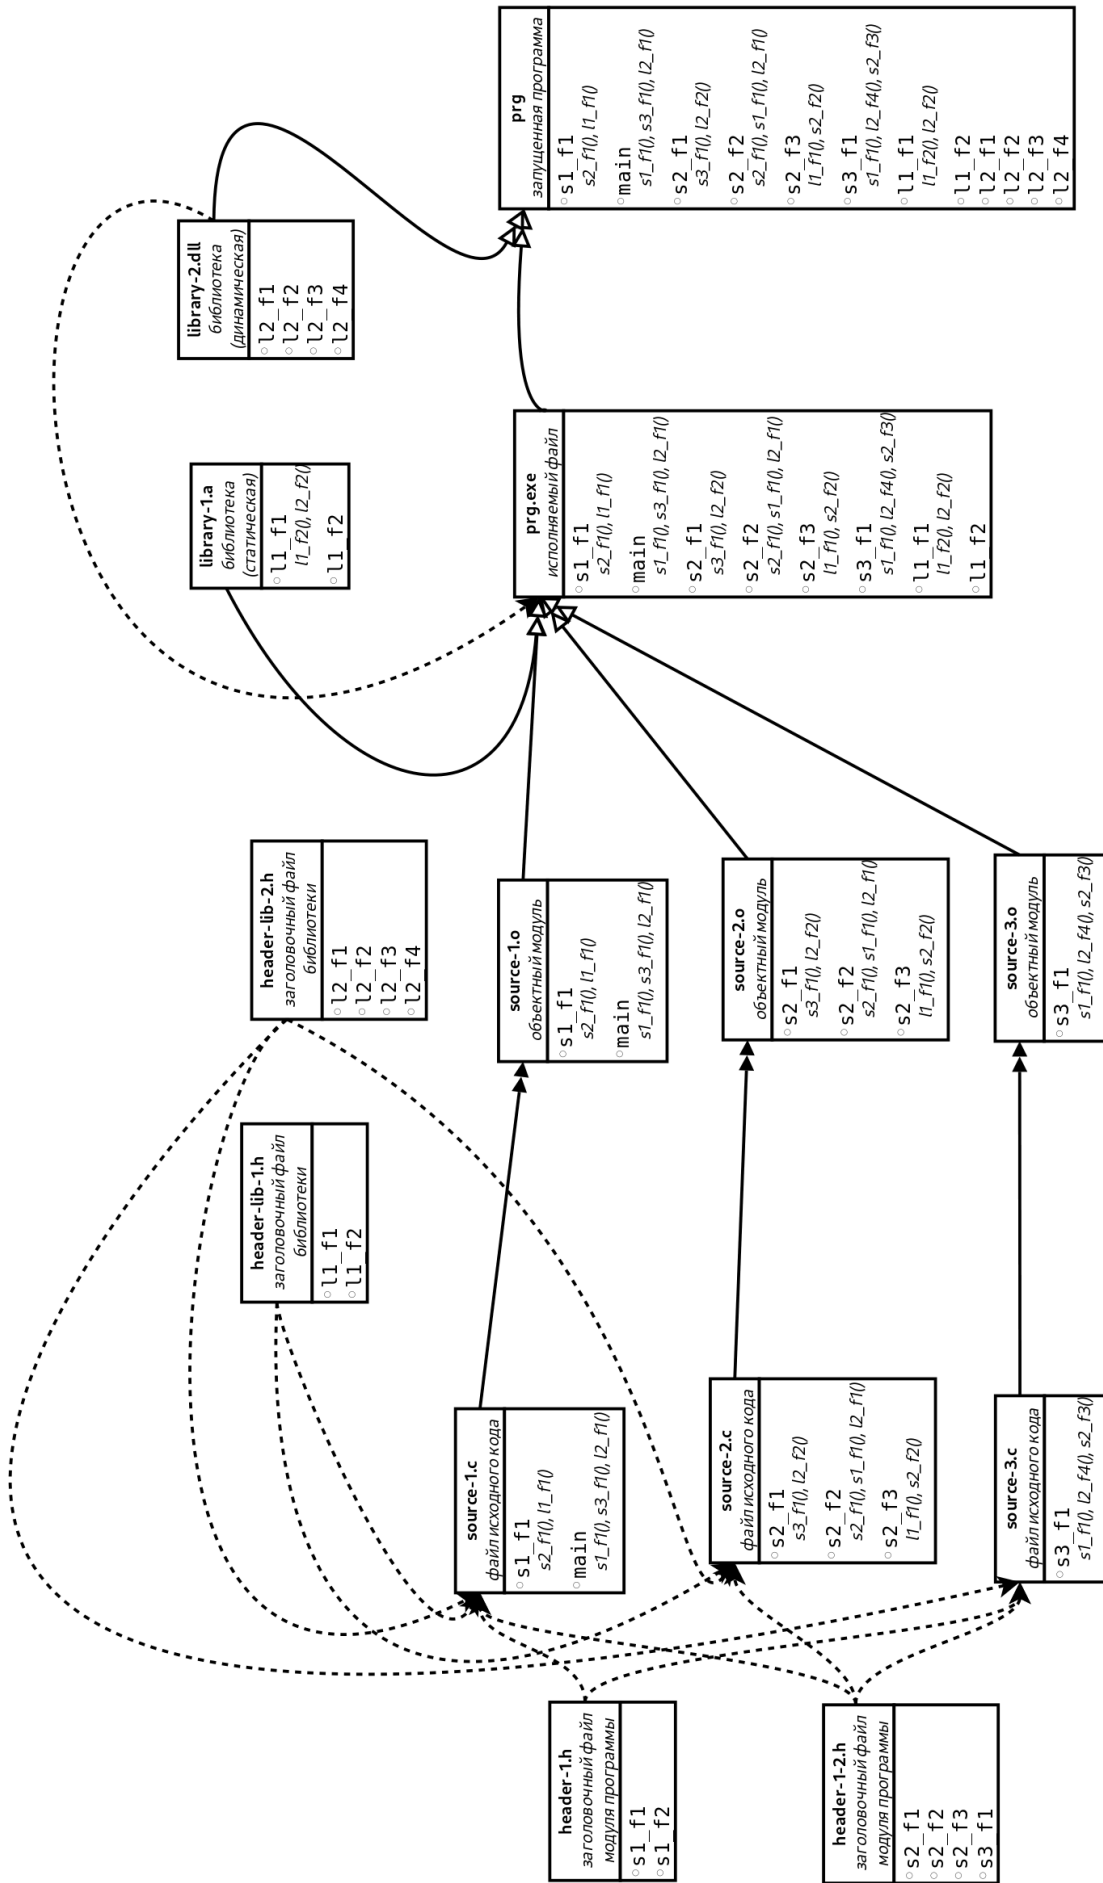 header-1.h
заголовочный файл
модуля программы
s1_f1
s1_f2
header-1-2.h
заголовочный файл
модуля программы
s2_f1
s2_f2
s2_f3
s3_f1
source-1.c
файл исходного кода
s1_f1
s2_f1(), l1_f1()
main
s1_f1(), s3_f1(), l2_f1()
source-2.c
файл исходного кода
s2_f1
s3_f1(), l2_f2()
s2_f2
s2_f1(), s1_f1(), l2_f1()
s2_f3
l1_f1(), s2_f2()
source-3.c
файл исходного кода
s3_f1
s1_f1(), l2_f4(), s2_f3()
header-lib-1.h
заголовочный файл
библиотеки
l1_f1
l1_f2
header-lib-2.h
заголовочный файл
библиотеки
l2_f1
l2_f2
l2_f3
l2_f4
source-1.o
объектный модуль
s1_f1
s2_f1(), l1_f1()
main
s1_f1(), s3_f1(), l2_f1()
source-2.o
объектный модуль
s2_f1
s3_f1(), l2_f2()
s2_f2
s2_f1(), s1_f1(), l2_f1()
s2_f3
l1_f1(), s2_f2()
source-3.o
объектный модуль
s3_f1
s1_f1(), l2_f4(), s2_f3()
library-1.a
библиотека
(статическая)
l1_f1
l1_f2(), l2_f2()
l1_f2
library-2.dll
библиотека
(динамическая)
l2_f1
l2_f2
l2_f3
l2_f4
prg.exe
исполняемый файл
s1_f1
s2_f1(), l1_f1()
main
s1_f1(), s3_f1(), l2_f1()
s2_f1
s3_f1(), l2_f2()
s2_f2
s2_f1(), s1_f1(), l2_f1()
s2_f3
l1_f1(), s2_f2()
s3_f1
s1_f1(), l2_f4(), s2_f3()
l1_f1
l1_f2(), l2_f2()
l1_f2
prg
запущенная программа
s1_f1
s2_f1(), l1_f1()
main
s1_f1(), s3_f1(), l2_f1()
s2_f1
s3_f1(), l2_f2()
s2_f2
s2_f1(), s1_f1(), l2_f1()
s2_f3
l1_f1(), s2_f2()
s3_f1
s1_f1(), l2_f4(), s2_f3()
l1_f1
l1_f2(), l2_f2()
l1_f2
l2_f1
l2_f2
l2_f3
l2_f4